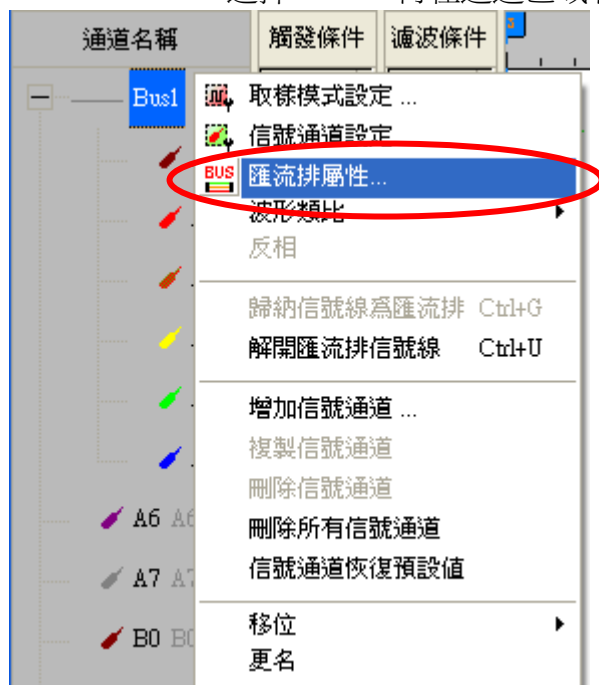 通道名稱 觸發條件 濾波條件
Bus1
取樣模式設定 ...
信號通道設定
BUS 匯流排屬性...
波形類比
反相
歸納信號線爲匯流排 Ctrl+G
解開匯流排信號線 Ctrl+U
增加信號通道 ...
複製信號通道
刪除信號通道
刪除所有信號通道
A6 A6
信號通道恢復預設値
A7 A7
移位
B0 B0
更名